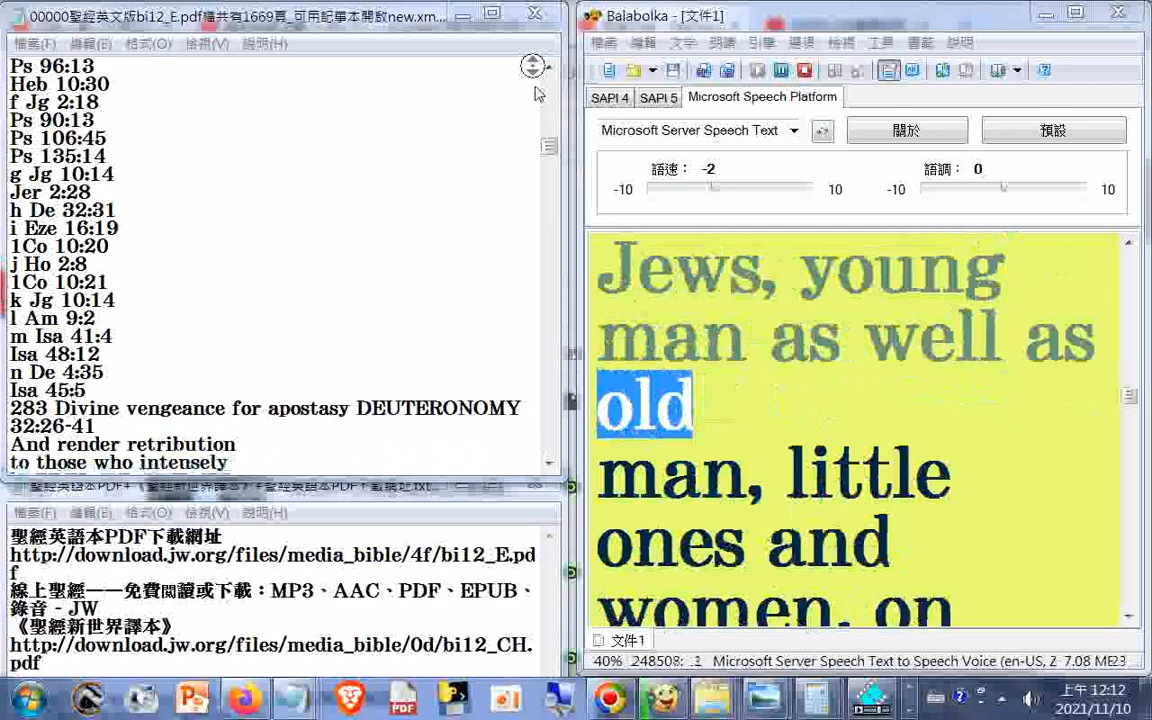 00000聖經英文版bi12_E.pdf檔共有1669頁_可用記事本開啟new.xm...
檔案(F) 編輯(E) 格式(O) 檢視(V) 說明(H)
Ps 96:13
Heb 10:30
f Jg 2:18
Ps 90:13
Ps 106:45
Ps 135:14
g Jg 10:14
Jer 2:28
h De 32:31
i Eze 16:19
1Co 10:20
j Ho 2:8
1Co 10:21
k Jg 10:14
l Am 9:2
m Isa 41:4
Isa 48:12
n De 4:35
Isa 45:5
283 Divine vengeance for apostasy DEUTERONOMY
32:26-41
And render retribution
to those who intensely
檔案(F) 編輯(E) 格式(O) 檢視(V) 說明(H)
聖經英語本PDF下載網址
http://download.jw.org/files/media_bible/4f/bi12_E.pd
f
線上聖經──免費閱讀或下載：MP3、AAC、PDF、EPUB、
錄音 - JW
《聖經新世界譯本》
http://download.jw.org/files/media_bible/0d/bi12_CH.
pdf
Balabolka - [文件1]
檔案 編輯 文字 朗讀 引擎 選項 檢視 工具 書籤 說明
SAPI 4 SAPI 5 Microsoft Speech Platform
Microsoft Server Speech Text 關於 預設
語速： -2 語調： 0
-10 10 -10 10
Jews, young
man as well as
old
man, little
ones and
women, on
文件1
40% 248508: 1 Microsoft Server Speech Text to Speech Voice (en-US, Z 7.08 ME23
上午 12:12
2021/11/10